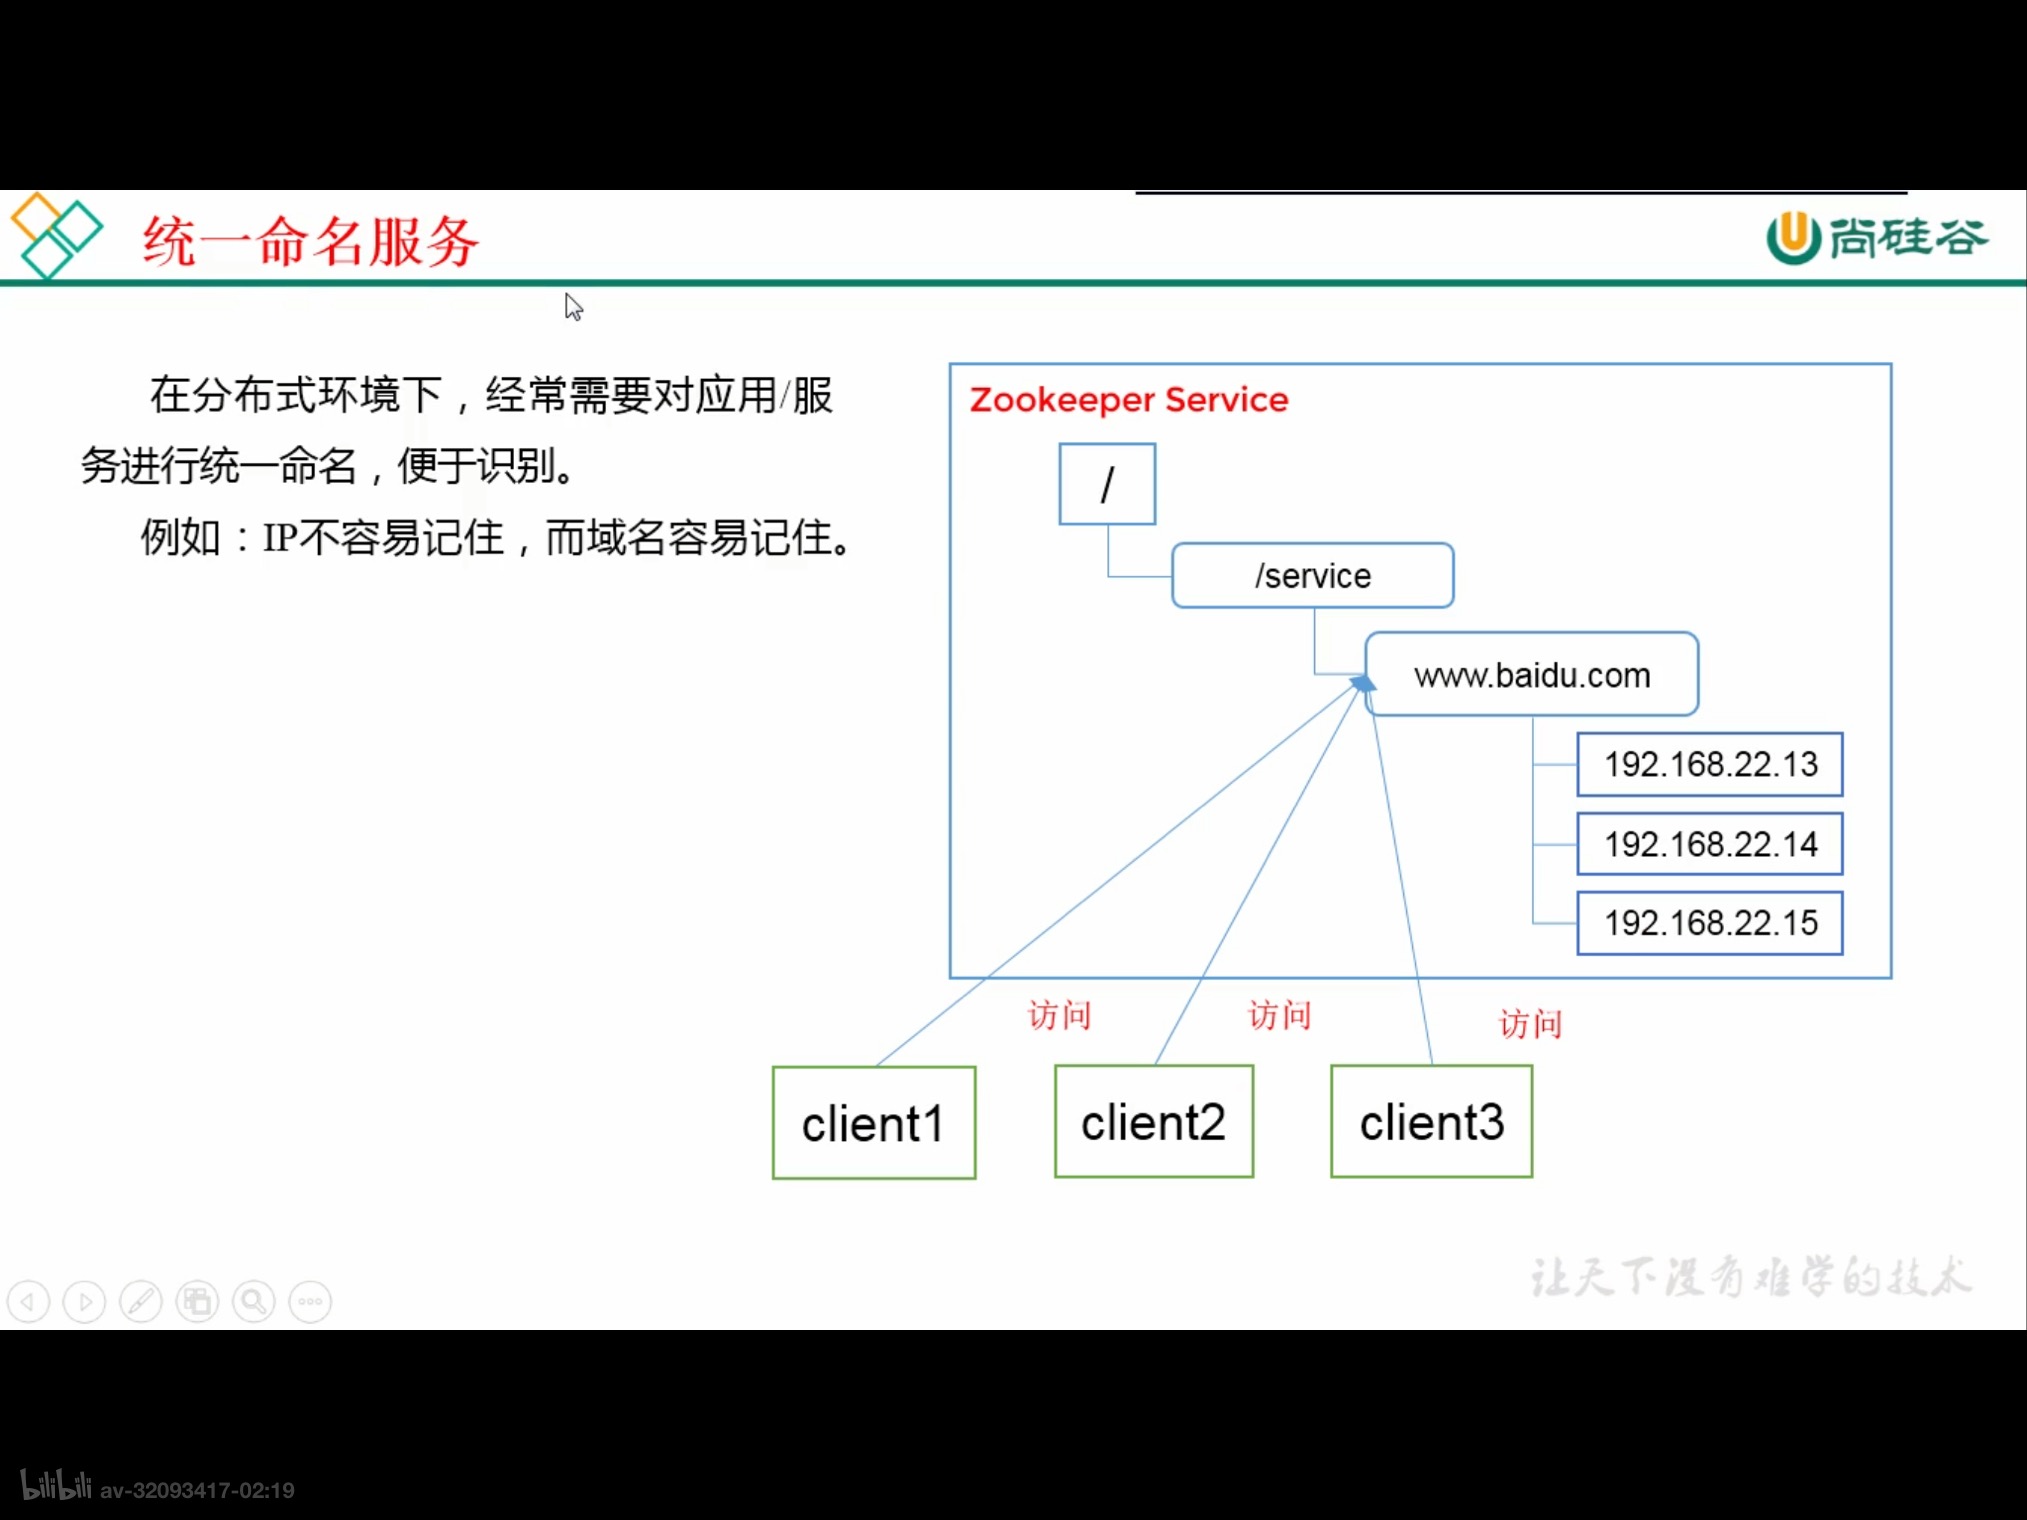 统一命名服务
尚硅谷
在分布式环境下，经常需要对应用/服
务进行统一命名，便于识别。
例如：IP不容易记住，而域名容易记住。
Zookeeper Service
/
/service
www.baidu.com
192.168.22.13
192.168.22.14
192.168.22.15
访问
访问
访问
client1
client2
client3
让天下没有难学的技术
bilibili av-32093417-02:19